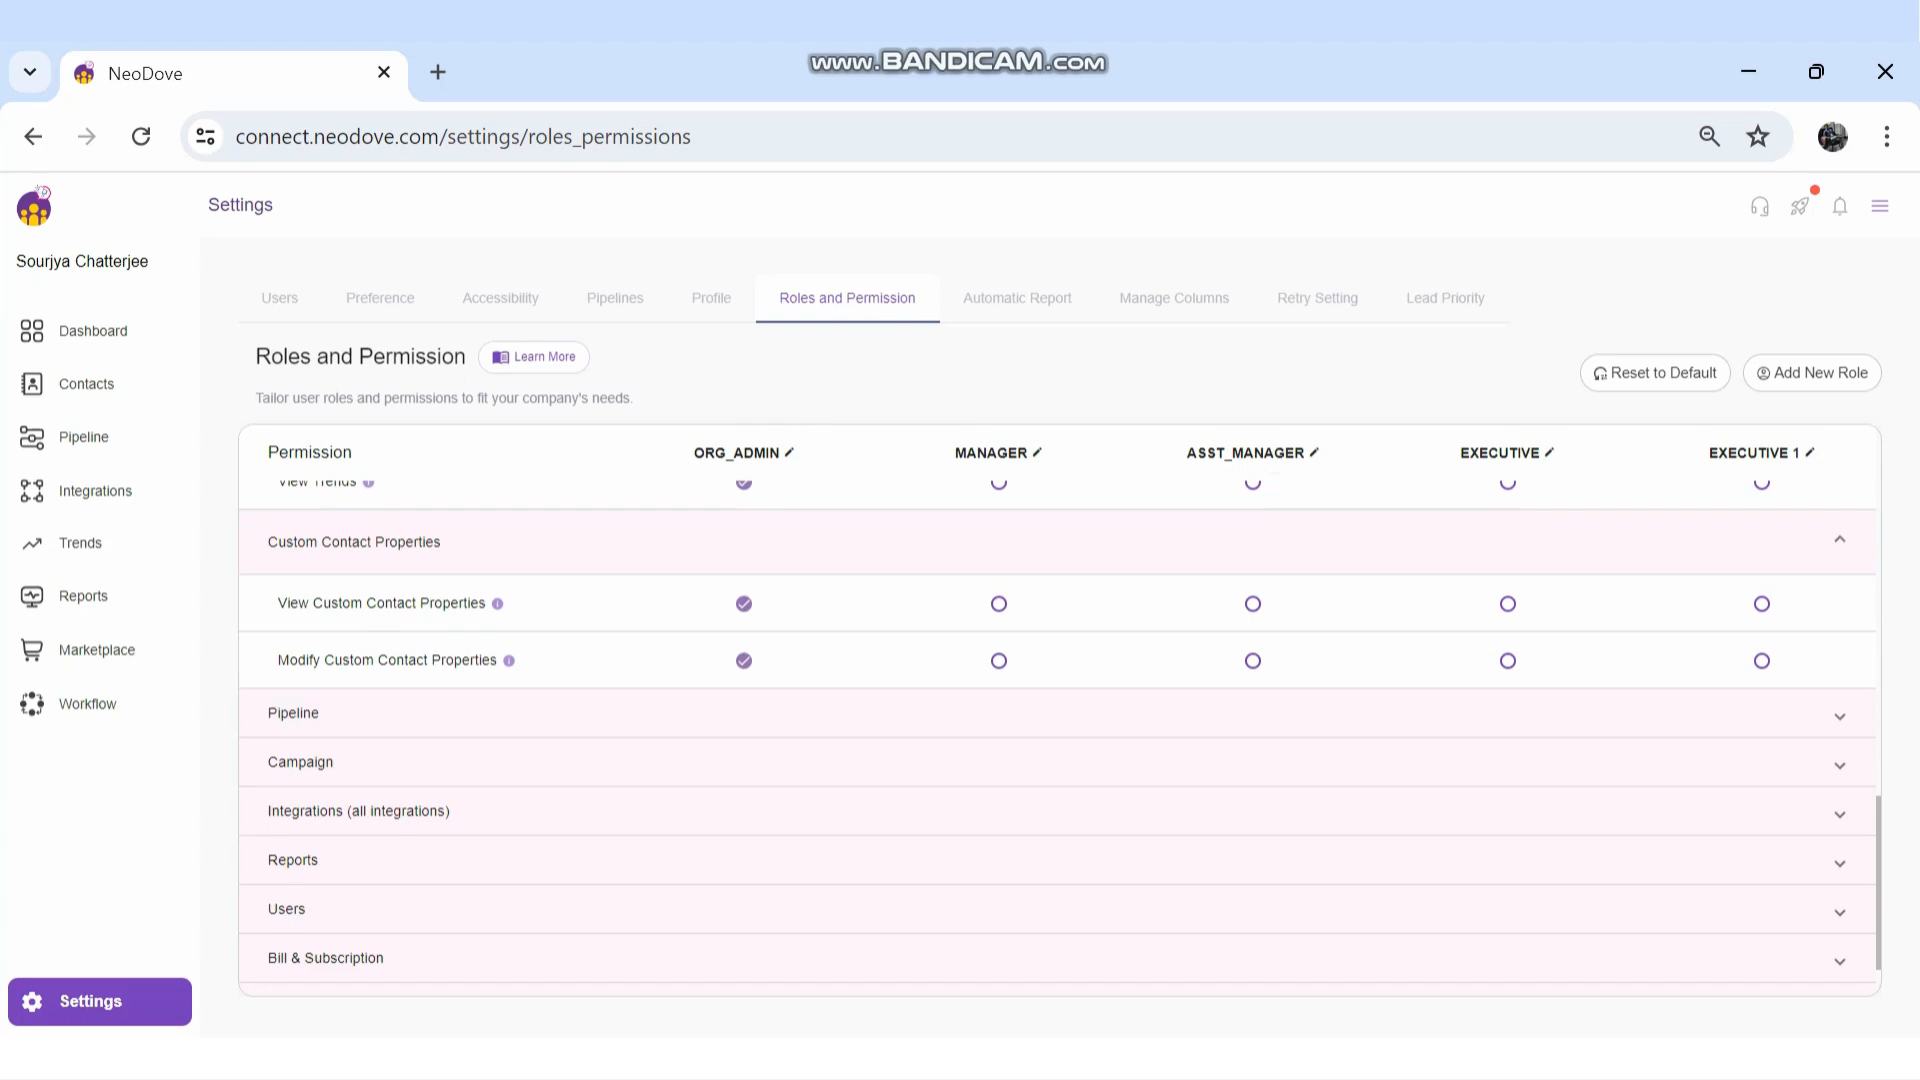 NeoDove
www.BANDICAM.com
connect.neodove.com/settings/roles_permissions
Settings
Sourjya Chatterjee
Dashboard
Contacts
Pipeline
Integrations
Trends
Reports
Marketplace
Workflow
Settings
Users Preference Accessibility Pipelines Profile Roles and Permission Automatic Report Manage Columns Retry Setting Lead Priority
Roles and Permission Learn More
Tailor user roles and permissions to fit your company's needs.
Reset to Default Add New Role
Permission ORG_ADMIN MANAGER ASST_MANAGER EXECUTIVE EXECUTIVE 1
View Trends
Custom Contact Properties
View Custom Contact Properties
Modify Custom Contact Properties
Pipeline
Campaign
Integrations (all integrations)
Reports
Users
Bill & Subscription